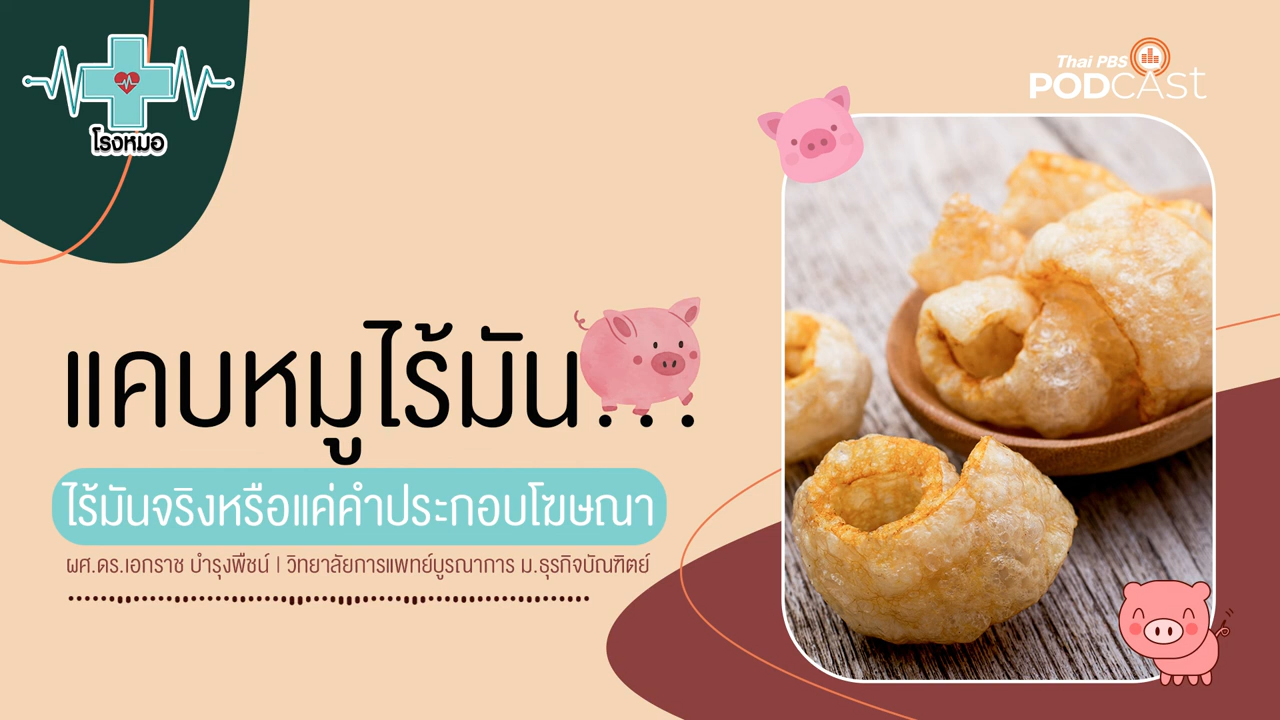 โรงหมอ
Thai PBS
PODCAST
แคบหมูไร้มัน...
ไร้มันจริงหรือแค่คำประกอบโฆษณา
ผศ.ดร.เอกราช บำรุงพืชน์ | วิทยาลัยการแพทย์บูรณาการ ม.ธุรกิจบัณฑิตย์